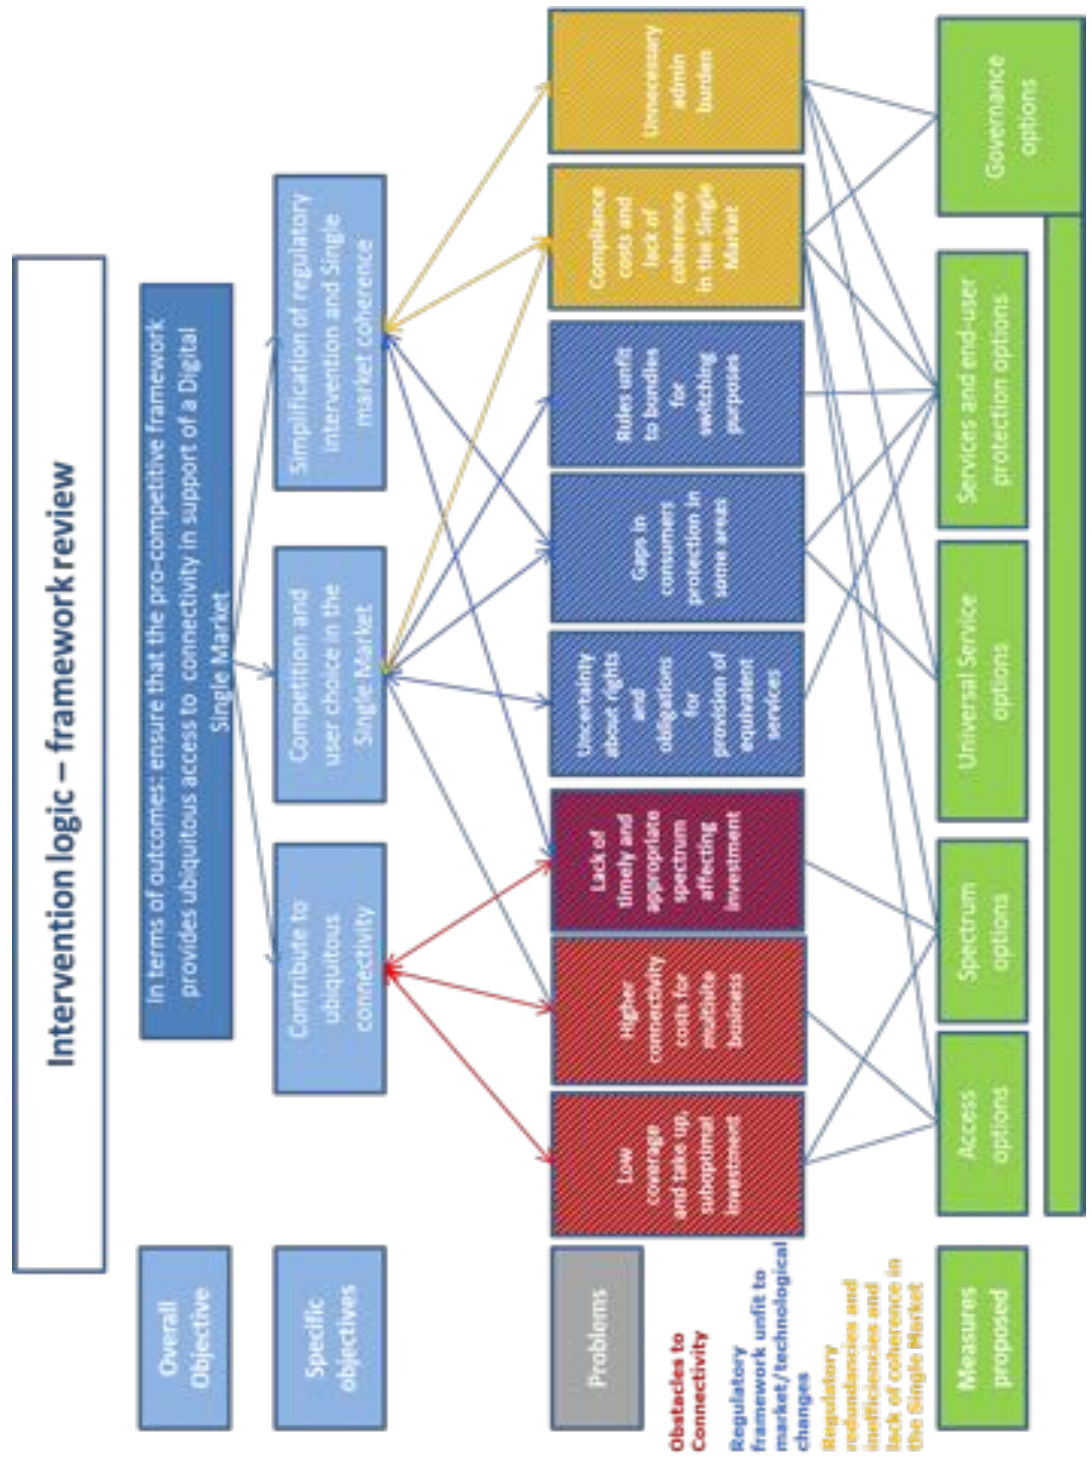 Intervention logic – framework review
Overall
Objective
In terms of outcomes: ensure that the pro-competitive framework
provides ubiquitous access to connectivity in support of a Digital
Single Market
Specific
objectives
Contribute to
ubiquitous
connectivity
Competition and
user choice in the
Single Market
Simplification of regulatory
intervention and Single
market coherence
Problems
Low
coverage
and take up,
suboptimal
investment
Higher
connectivity
costs for
multisite
business
Lack of
timely and
appropriate
spectrum
affecting
investment
Uncertainty
about rights
and
obligations
for
provision of
equivalent
services
Gaps in
consumers
protection in
some areas
Rules unfit
to bundles
for
switching
purposes
Compliance
costs and
lack of
coherence
in the Single
Market
Unnecessary
admin
burden
Obstacles to
Connectivity
Regulatory
framework unfit to
market/technological
changes
Regulatory
redundancies and
inefficiencies and
lack of coherence in
the Single Market
Measures
proposed
Access
options
Spectrum
options
Universal Service
options
Services and end-user
protection options
Governance
options